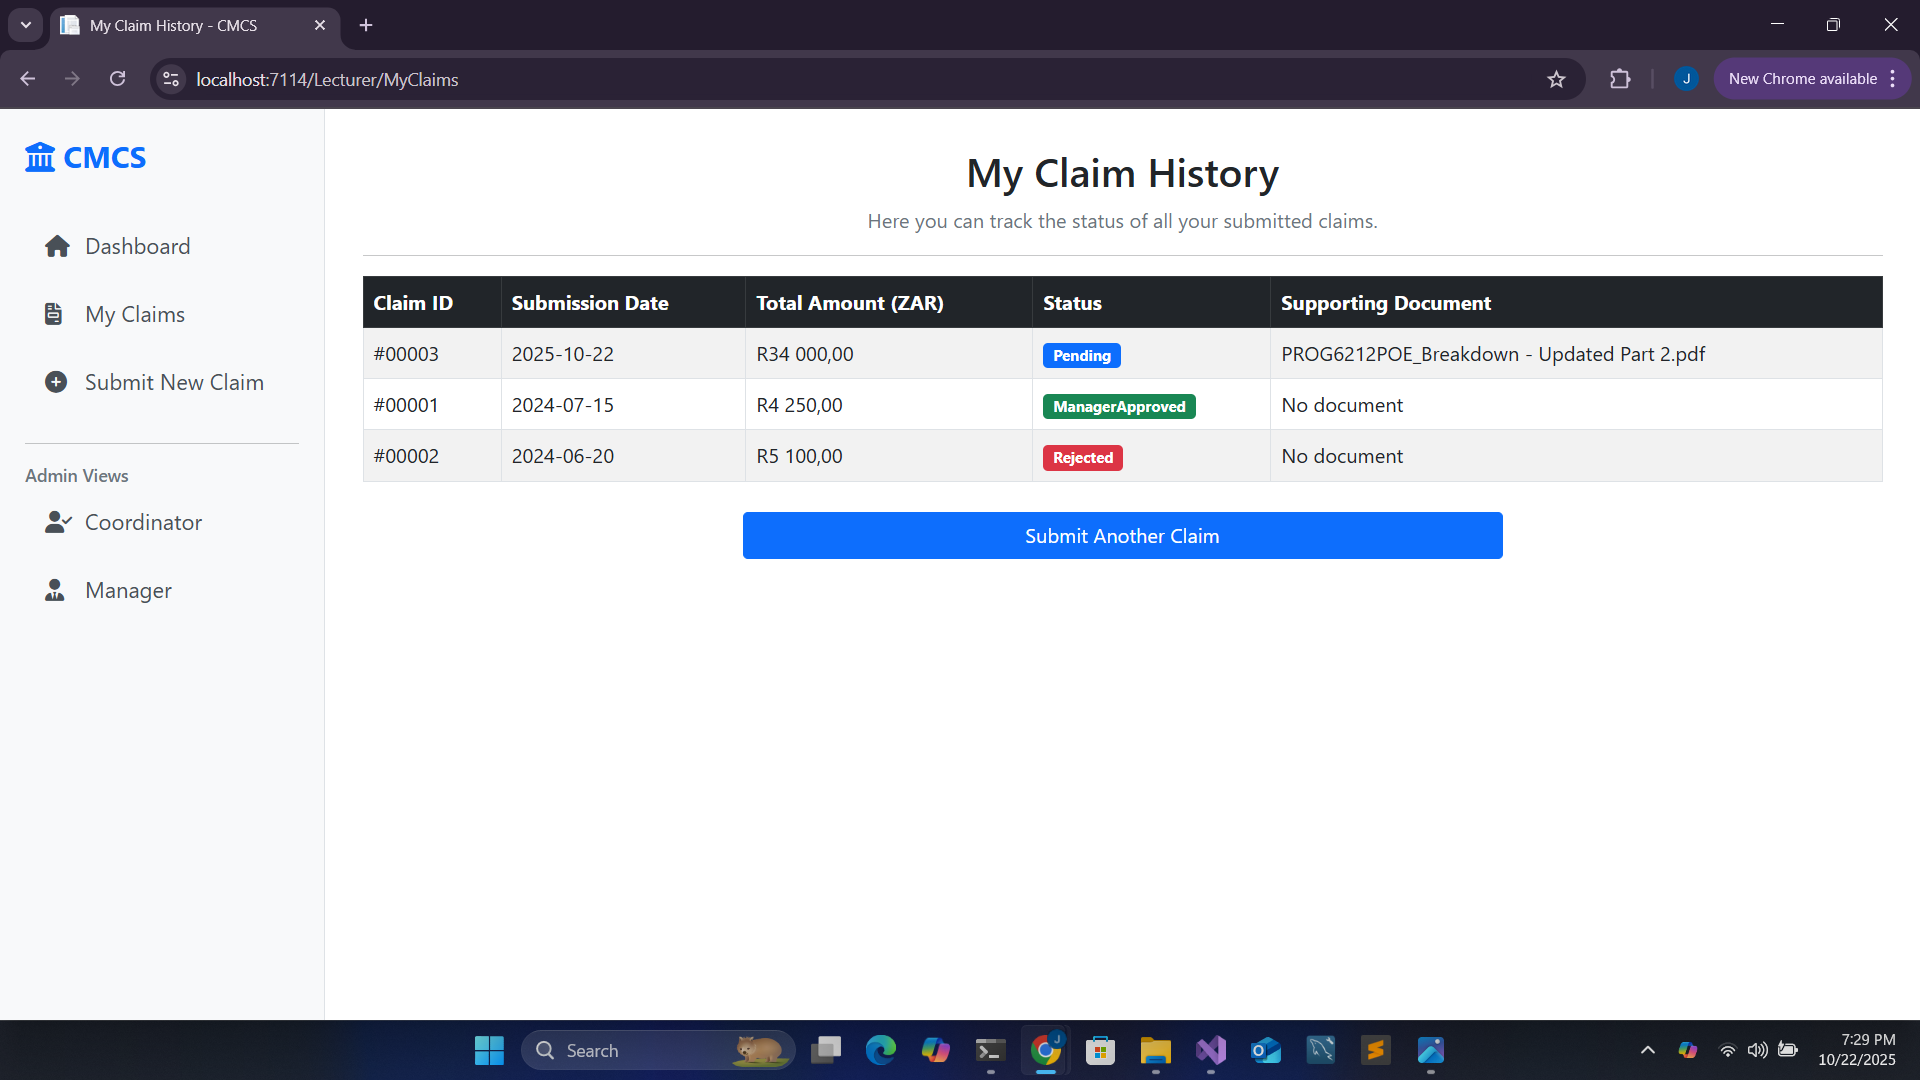 My Claim History - CMCS
localhost:7114/Lecturer/MyClaims
J
New Chrome available
CMCS
Dashboard
My Claims
Submit New Claim
Admin Views
Coordinator
Manager
My Claim History
Here you can track the status of all your submitted claims.
Claim ID Submission Date Total Amount (ZAR) Status Supporting Document
#00003 2025-10-22 R34 000,00 Pending PROG6212POE_Breakdown - Updated Part 2.pdf
#00001 2024-07-15 R4 250,00 ManagerApproved No document
#00002 2024-06-20 R5 100,00 Rejected No document
Submit Another Claim
Search
J
7:29 PM
10/22/2025